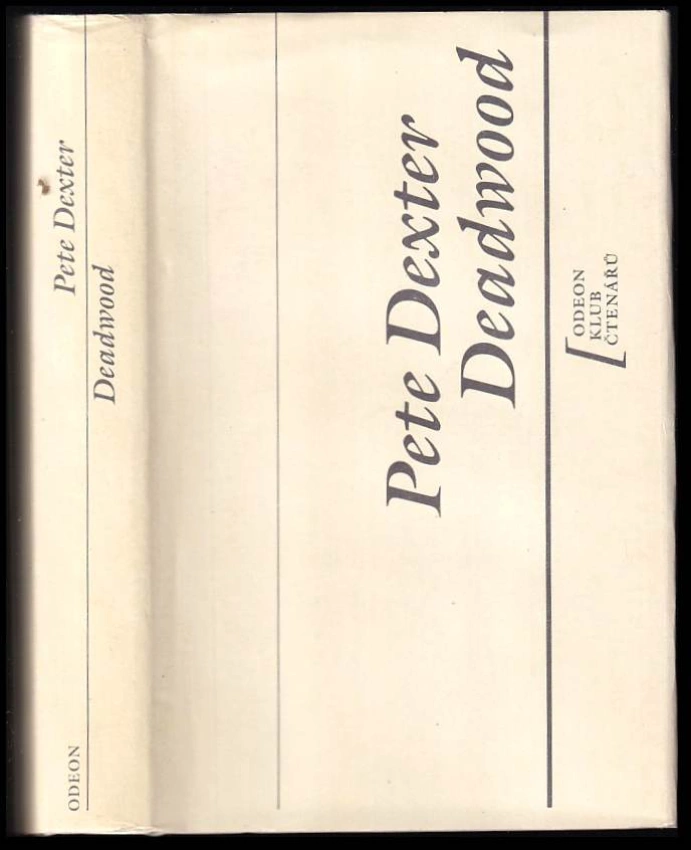 Pete Dexter
Deadwood
ODEON
Pete Dexter
Deadwood
ODEON
KLUB
ČTENÁŘŮ